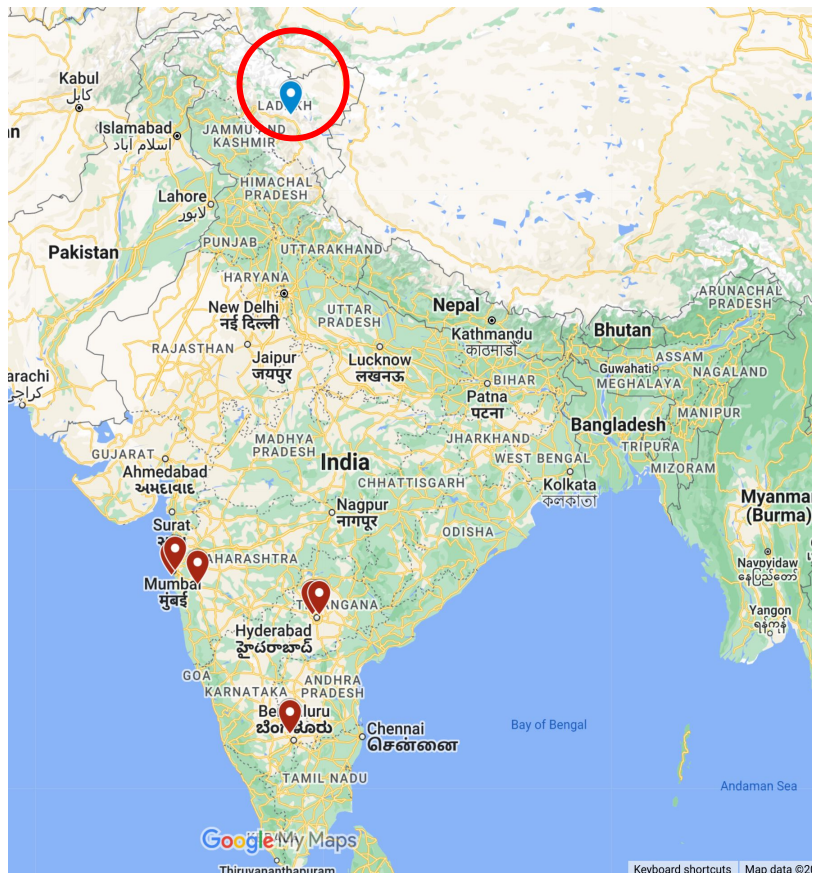 Kabul
کابل
LADAKH
Islamabad
اسلام آباد
JAMMU AND
KASHMIR
HIMACHAL
PRADESH
Lahore
لاہور
PUNJAB
UTTARAKHAND
Pakistan
HARYANA
New Delhi
नई दिल्ली
UTTAR
PRADESH
Nepal
Kathmandu
काठमाडौँ
Bhutan
ARUNACHAL
PRADESH
RAJASTHAN
Jaipur
जयपुर
Lucknow
लखनऊ
BIHAR
Patna
पटना
Guwahati
ASSAM
MEGHALAYA
NAGALAND
MANIPUR
Bangladesh
TRIPURA
MIZORAM
arachi
کراچی
GUJARAT
Ahmedabad
અમદાવાદ
MADHYA
PRADESH
India
JHARKHAND
WEST BENGAL
CHHATTISGARH
Kolkata
কলকাতা
Myanma
(Burma)
Surat
Nagpur
नागपूर
ODISHA
AHARASHTRA
Mumbai
मुंबई
Naypyidaw
နေပြည်တော်
Yangon
ရန်ကုန်
Hyderabad
హైదరాబాద్
GOA
KARNATAKA
ANDHRA
PRADESH
Chennai
சென்னை
Bay of Bengal
TAMIL NADU
Andaman Sea
Google My Maps
Thiruvananthapuram
Keyboard shortcuts
Map data ©20